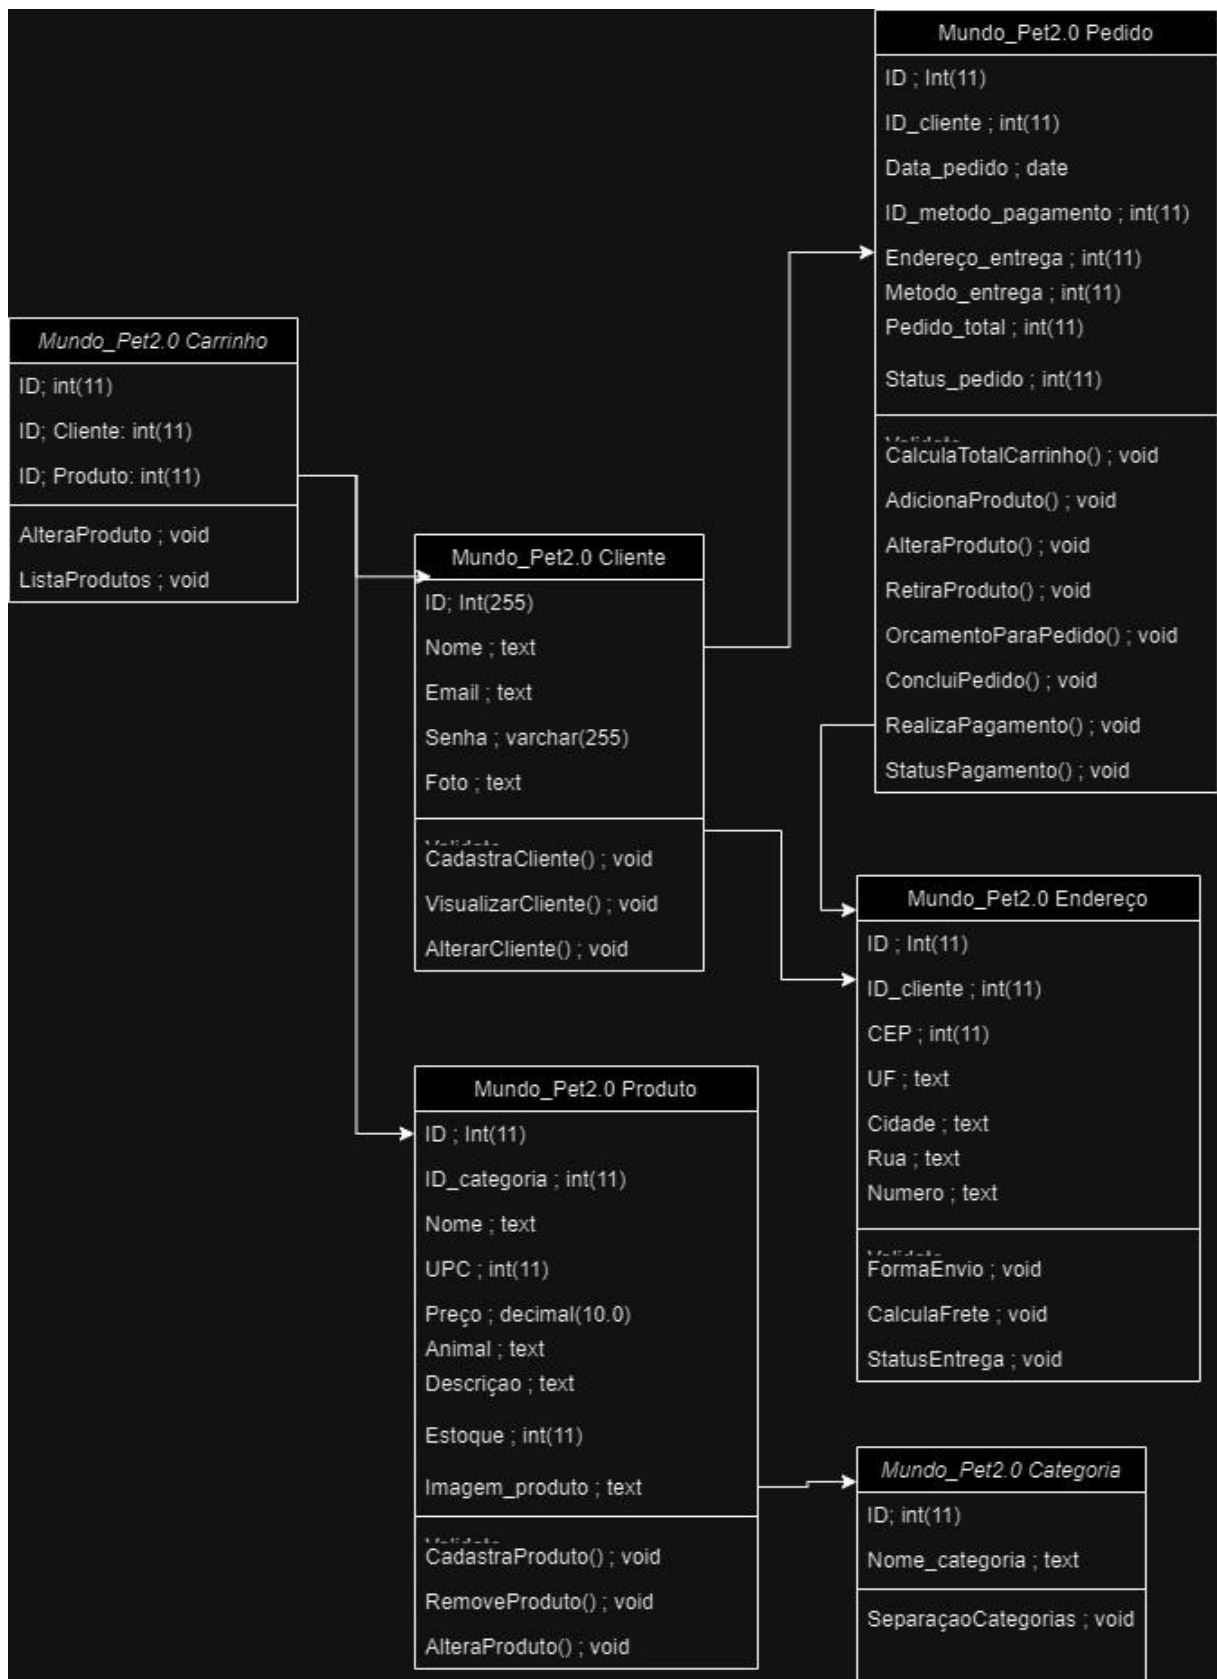 Mundo_Pet2.0 Pedido
ID ; Int(11)
ID_cliente ; int(11)
Data_pedido ; date
ID_metodo_pagamento ; int(11)
Endereço_entrega ; int(11)
Metodo_entrega ; int(11)
Pedido_total ; int(11)
Status_pedido ; int(11)
CalculaTotalCarrinho() ; void
AdicionaProduto() ; void
AlteraProduto() ; void
RetiraProduto() ; void
OrcamentoParaPedido() ; void
ConcluiPedido() ; void
RealizaPagamento() ; void
StatusPagamento() ; void
Mundo_Pet2.0 Carrinho
ID; int(11)
ID; Cliente: int(11)
ID; Produto: int(11)
AlteraProduto ; void
ListaProdutos ; void
Mundo_Pet2.0 Cliente
ID; Int(255)
Nome ; text
Email ; text
Senha ; varchar(255)
Foto ; text
CadastraCliente() ; void
VisualizarCliente() ; void
AlterarCliente() ; void
Mundo_Pet2.0 Endereço
ID ; Int(11)
ID_cliente ; int(11)
CEP ; int(11)
UF ; text
Cidade ; text
Rua ; text
Numero ; text
FormaEnvio ; void
CalculaFrete ; void
StatusEntrega ; void
Mundo_Pet2.0 Produto
ID ; Int(11)
ID_categoria ; int(11)
Nome ; text
UPC ; int(11)
Preço ; decimal(10.0)
Animal ; text
Descriçao ; text
Estoque ; int(11)
Imagem_produto ; text
CadastraProduto() ; void
RemoveProduto() ; void
AlteraProduto() ; void
Mundo_Pet2.0 Categoria
ID; int(11)
Nome_categoria ; text
SeparaçaoCategorias ; void